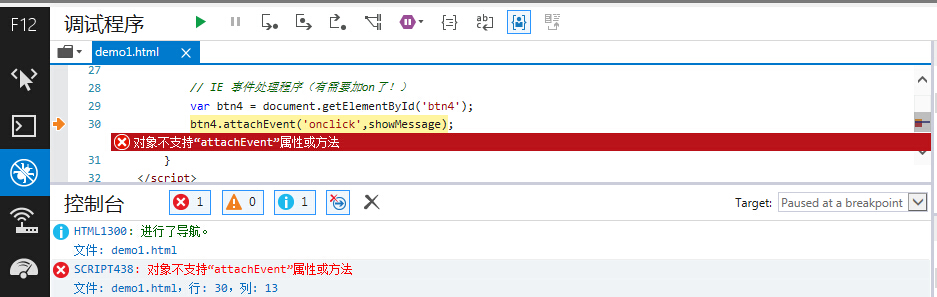 F12 调试程序
demo1.html
27
28 // IE 事件处理程序（有需要加on了！）
29 var btn4 = document.getElementById('btn4');
30 btn4.attachEvent('onclick',showMessage);
对象不支持“attachEvent”属性或方法
31 }
32 </script>
控制台 1 0 1 Target: Paused at a breakpoint
HTML1300: 进行了导航。
文件: demo1.html
SCRIPT438: 对象不支持“attachEvent”属性或方法
文件: demo1.html，行: 30，列: 13